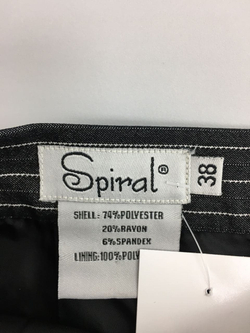 Spiral®
38
SHELL: 74%POLYESTER
20%RAYON
6%SPANDEX
LINING:100%POLY